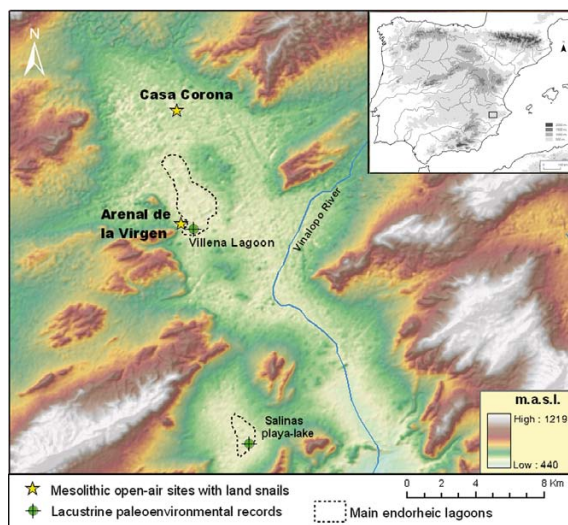 N
Casa Corona
Arenal de
la Virgen
Villena Lagoon
Vinalopo River
Salinas
playa-lake
m.a.s.l.
High : 1219
Low : 440
Mesolithic open-air sites with land snails
Lacustrine paleoenvironmental records
0 2 4 8 Km
Main endorheic lagoons